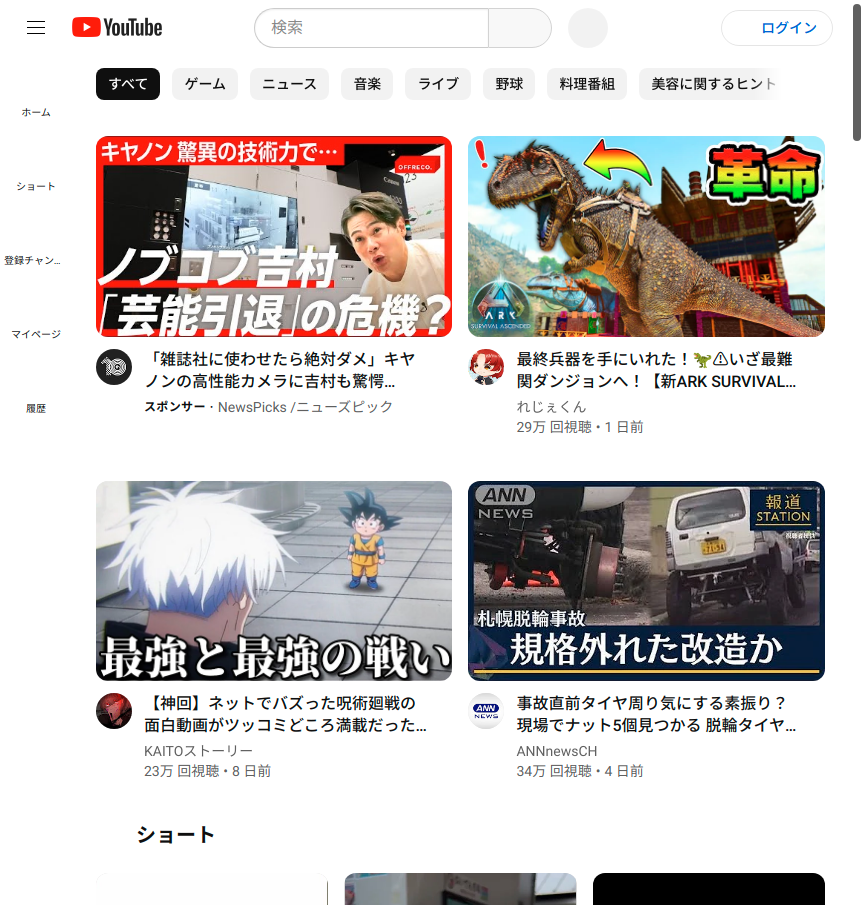 YouTube
検索
ログイン
すべて
ゲーム
ニュース
音楽
ライブ
野球
料理番組
美容に関するヒント
ホーム
ショート
登録チャン…
マイページ
履歴
キヤノン 驚異の技術力で…
OFFRECO.
Canon
ノブコブ吉村
「芸能引退」の危機?
「雑誌社に使わせたら絶対ダメ」キヤ
ノンの高性能カメラに吉村も驚愕…
スポンサー · NewsPicks /ニューズピック
!
革命
ARK
SURVIVAL ASCENDED
最終兵器を手にいれた！🦖⚠いざ最難
関ダンジョンへ！【新ARK SURVIVAL…
れじぇくん
29万 回視聴 • 1 日前
最強と最強の戦い
【神回】ネットでバズった呪術廻戦の
面白動画がツッコミどころ満載だった…
KAITOストーリー
23万 回視聴 • 8 日前
ANN
NEWS
報道
STATION
視聴者提供
71-54
札幌脱輪事故
規格外れた改造か
ANN
NEWS
事故直前タイヤ周り気にする素振り？
現場でナット5個見つかる 脱輪タイヤ…
ANNnewsCH
34万 回視聴 • 4 日前
ショート